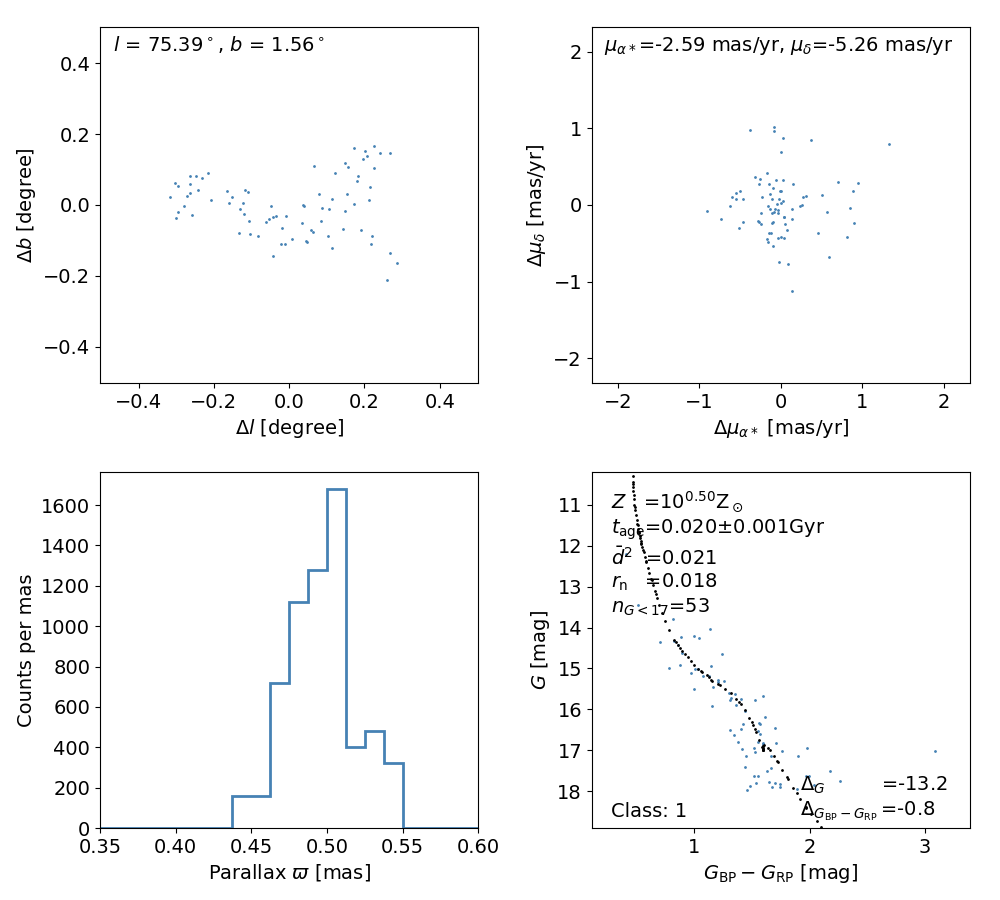 l = 75.39°, b = 1.56°
0.4
0.2
0.0
−0.2
−0.4
Δb [degree]
−0.4 −0.2 0.0 0.2 0.4
Δl [degree]
μα*=-2.59 mas/yr, μδ=-5.26 mas/yr
2
1
0
−1
−2
Δμδ [mas/yr]
−2 −1 0 1 2
Δμα* [mas/yr]
1600
1400
1200
1000
800
600
400
200
0
Counts per mas
0.35 0.40 0.45 0.50 0.55 0.60
Parallax ϖ [mas]
11
12
13
14
15
16
17
18
G [mag]
Z =10^0.50 Z⊙
t_age=0.020±0.001Gyr
d̄² =0.021
r_n =0.018
n_G<17=53
Δ_G =-13.2
Δ_GBP−GRP=-0.8
Class: 1
1 2 3
G_BP − G_RP [mag]